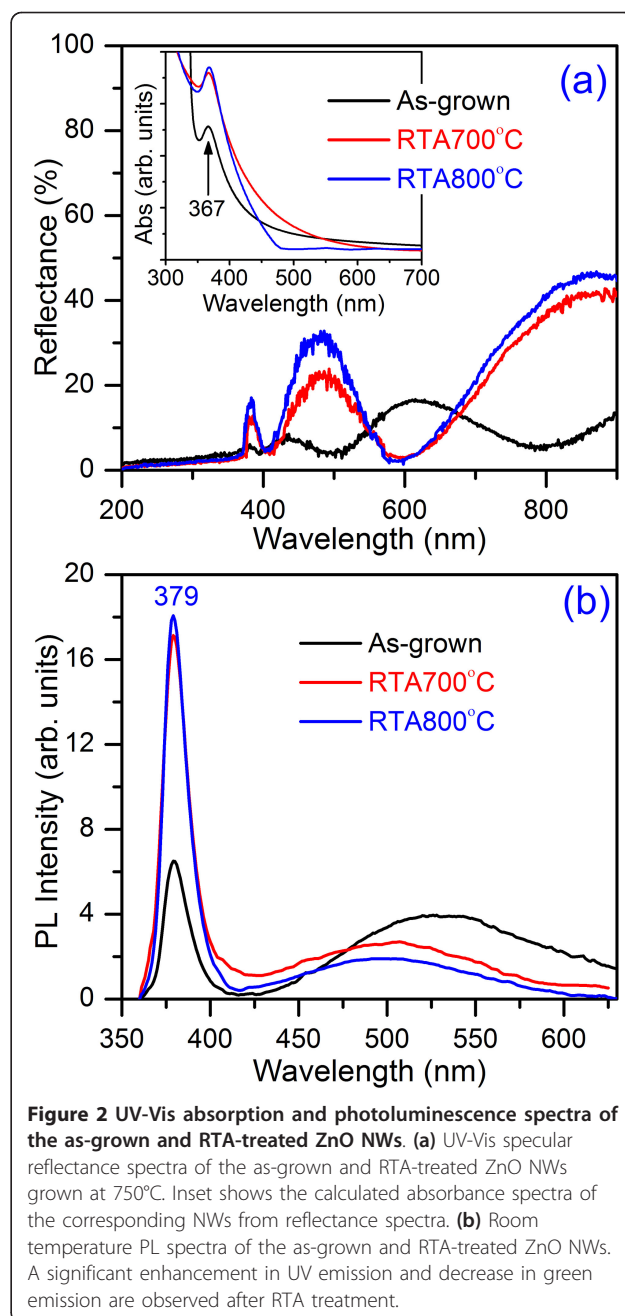 100
80
60
40
20
0
Reflectance (%)
(a)
As-grown
RTA700°C
RTA800°C
Abs (arb. units)
367
300 400 500 600 700
Wavelength (nm)
200 400 600 800
Wavelength (nm)
20
16
12
8
4
0
PL Intensity (arb. units)
379
(b)
As-grown
RTA700°C
RTA800°C
350 400 450 500 550 600
Wavelength (nm)
Figure 2 UV-Vis absorption and photoluminescence spectra of
the as-grown and RTA-treated ZnO NWs. (a) UV-Vis specular
reflectance spectra of the as-grown and RTA-treated ZnO NWs
grown at 750°C. Inset shows the calculated absorbance spectra of
the corresponding NWs from reflectance spectra. (b) Room
temperature PL spectra of the as-grown and RTA-treated ZnO NWs.
A significant enhancement in UV emission and decrease in green
emission are observed after RTA treatment.